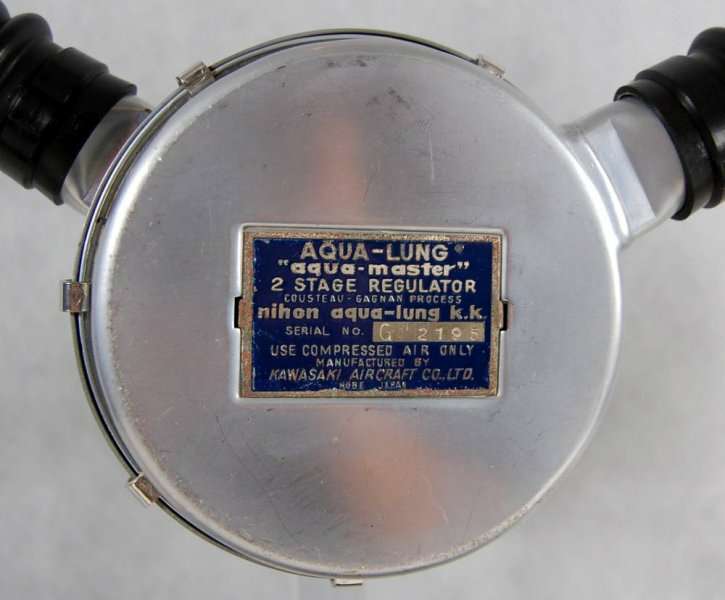 AQUA-LUNG
"aqua-master"
2 STAGE REGULATOR
COUSTEAU-GAGNAN PROCESS
nihon aqua-lung k.k.
SERIAL NO. G 2195
USE COMPRESSED AIR ONLY
MANUFACTURED BY
KAWASAKI AIRCRAFT CO.,LTD.
KOBE JAPAN